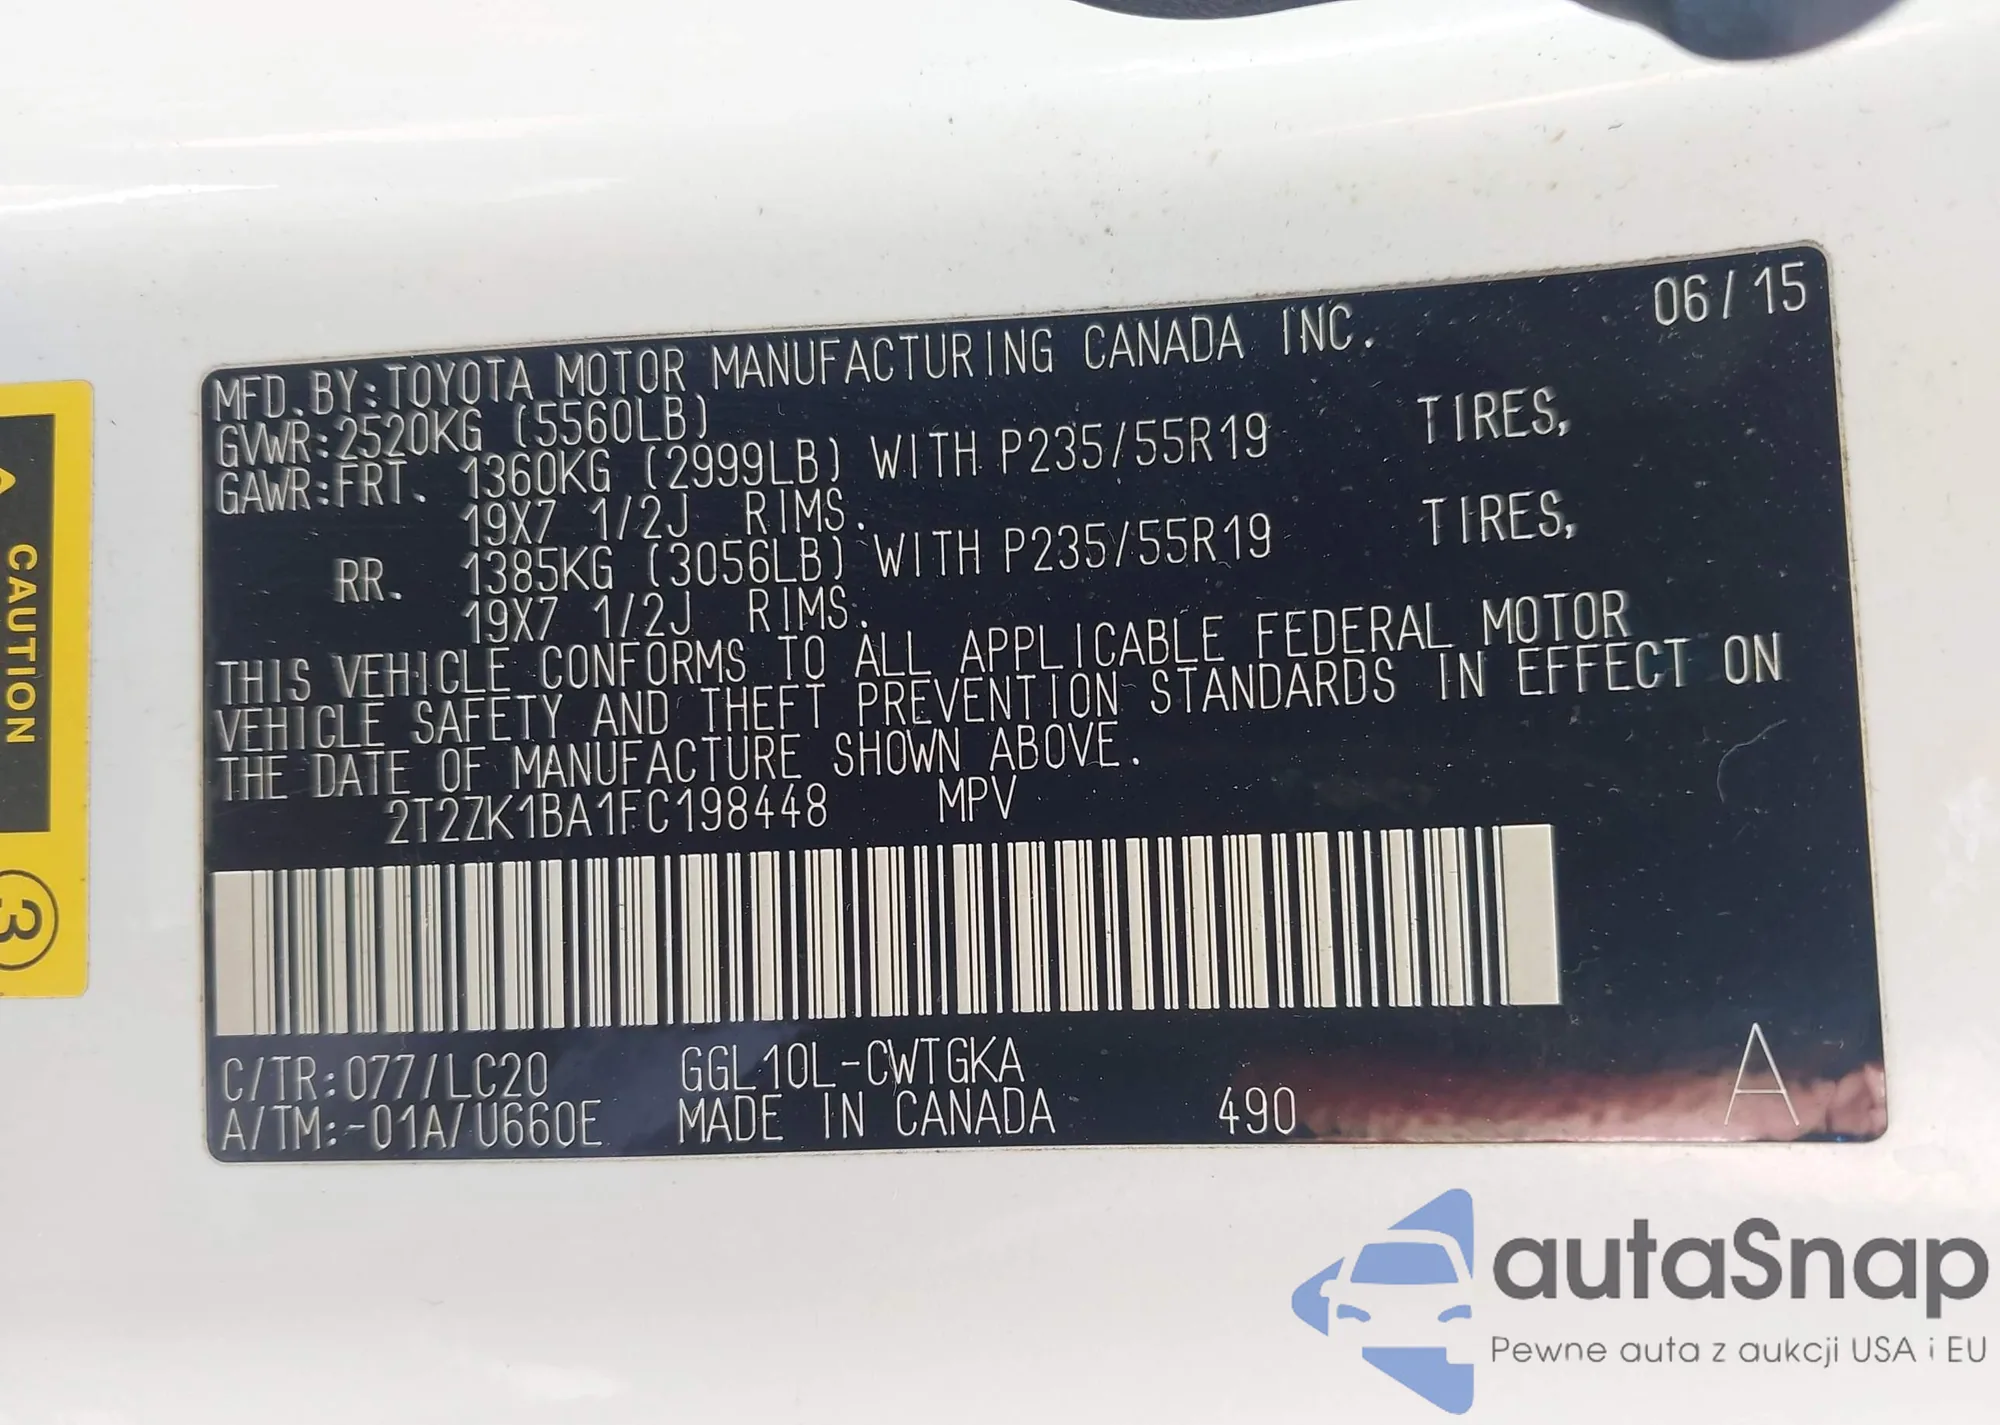 06/15
MFD. BY: TOYOTA MOTOR MANUFACTURING CANADA INC.
GVWR: 2520KG (5560LB)
GAWR: FRT. 1360KG (2999LB) WITH P235/55R19 TIRES,
19X7 1/2J RIMS.
RR. 1385KG (3056LB) WITH P235/55R19 TIRES,
19X7 1/2J RIMS.
THIS VEHICLE CONFORMS TO ALL APPLICABLE FEDERAL MOTOR
VEHICLE SAFETY AND THEFT PREVENTION STANDARDS IN EFFECT ON
THE DATE OF MANUFACTURE SHOWN ABOVE.
2T2ZK1BA1FC198448 MPV
C/TR: 077/LC20 GGL10L-CWTGKA
A/TM: -01A/U660E MADE IN CANADA 490 A
CAUTION
3
autaSnap
Pewne auta z aukcji USA i EU